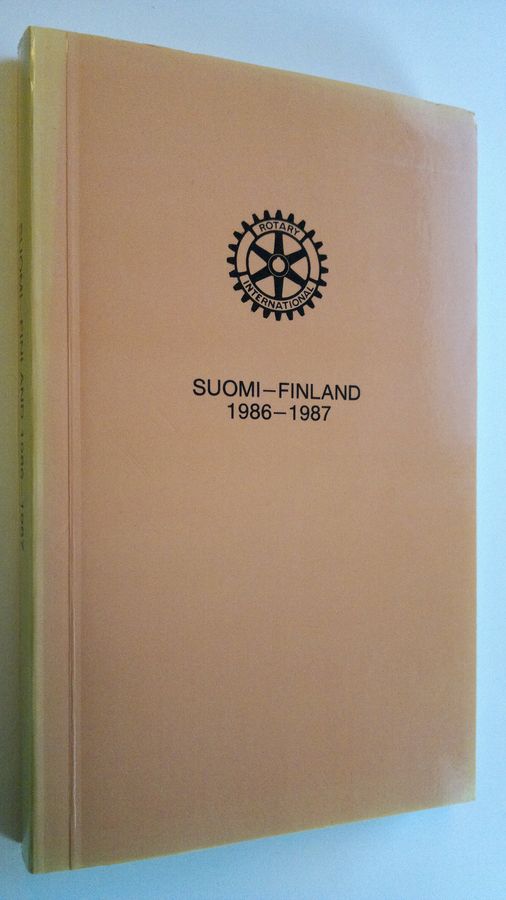 ROTARY
INTERNATIONAL
SUOMI–FINLAND
1986–1987
SUOMI – FINLAND 1986 – 1987